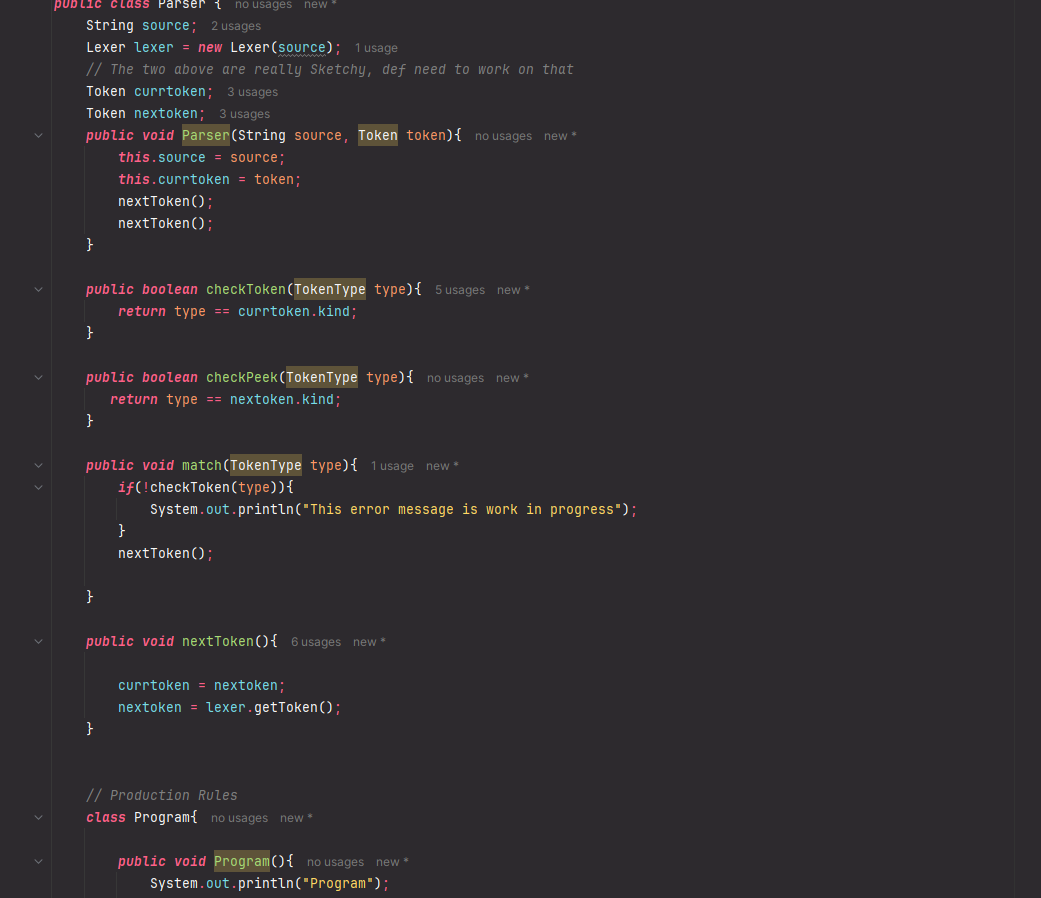 public class Parser { no usages new *
String source; 2 usages
Lexer lexer = new Lexer(source); 1 usage
// The two above are really Sketchy, def need to work on that
Token currtoken; 3 usages
Token nextoken; 3 usages
public void Parser(String source, Token token){ no usages new *
this.source = source;
this.currtoken = token;
nextToken();
nextToken();
}
public boolean checkToken(TokenType type){ 5 usages new *
return type == currtoken.kind;
}
public boolean checkPeek(TokenType type){ no usages new *
return type == nextoken.kind;
}
public void match(TokenType type){ 1 usage new *
if(!checkToken(type)){
System.out.println("This error message is work in progress");
}
nextToken();
}
public void nextToken(){ 6 usages new *
currtoken = nextoken;
nextoken = lexer.getToken();
}
// Production Rules
class Program{ no usages new *
public void Program(){ no usages new *
System.out.println("Program");